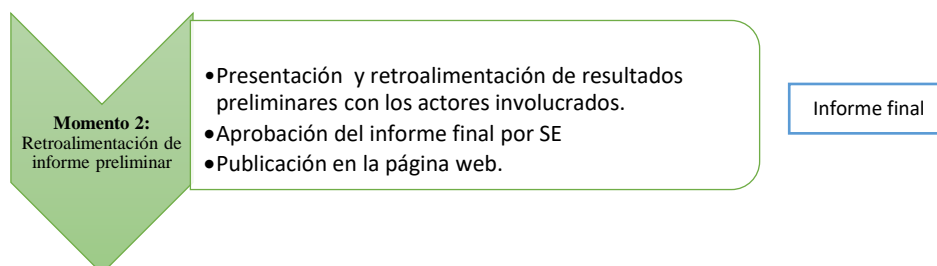 Momento 2:
Retroalimentación de
informe preliminar
•Presentación y retroalimentación de resultados
preliminares con los actores involucrados.
•Aprobación del informe final por SE
•Publicación en la página web.
Informe final